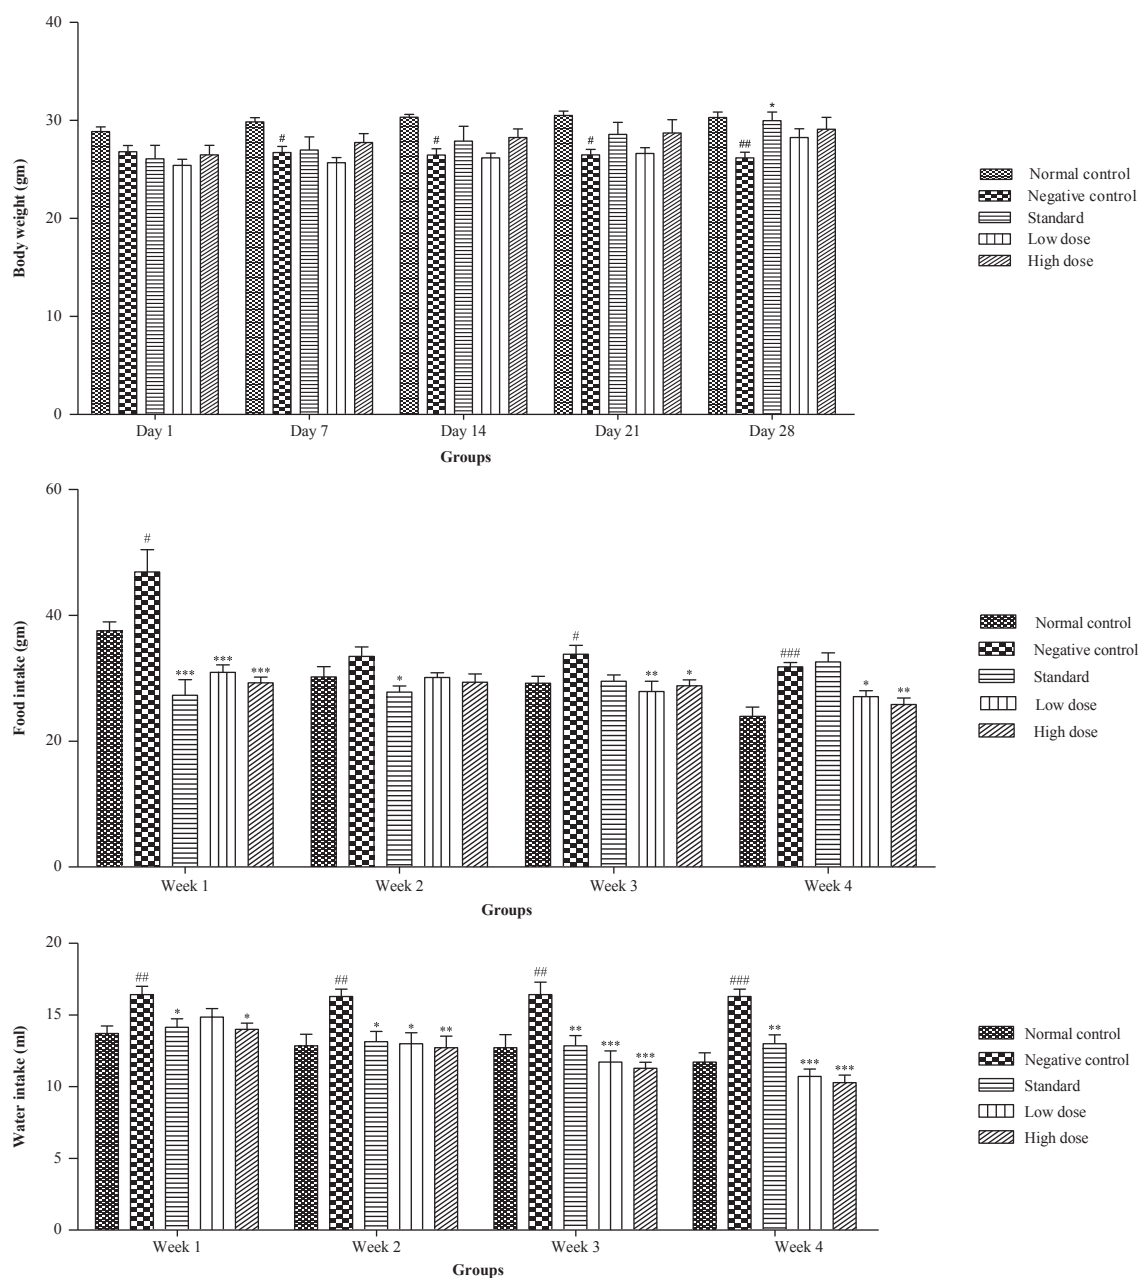 40
30
20
10
0
Body weight (gm)
#
#
#
##
*
Day 1
Day 7
Day 14
Day 21
Day 28
Groups
Normal control
Negative control
Standard
Low dose
High dose
60
40
20
0
Food intake (gm)
#
***
***
***
*
#
**
*
###
*
**
Week 1
Week 2
Week 3
Week 4
Groups
Normal control
Negative control
Standard
Low dose
High dose
20
15
10
5
0
Water intake (ml)
##
*
*
##
*
*
**
##
**
***
***
###
**
***
***
Week 1
Week 2
Week 3
Week 4
Groups
Normal control
Negative control
Standard
Low dose
High dose